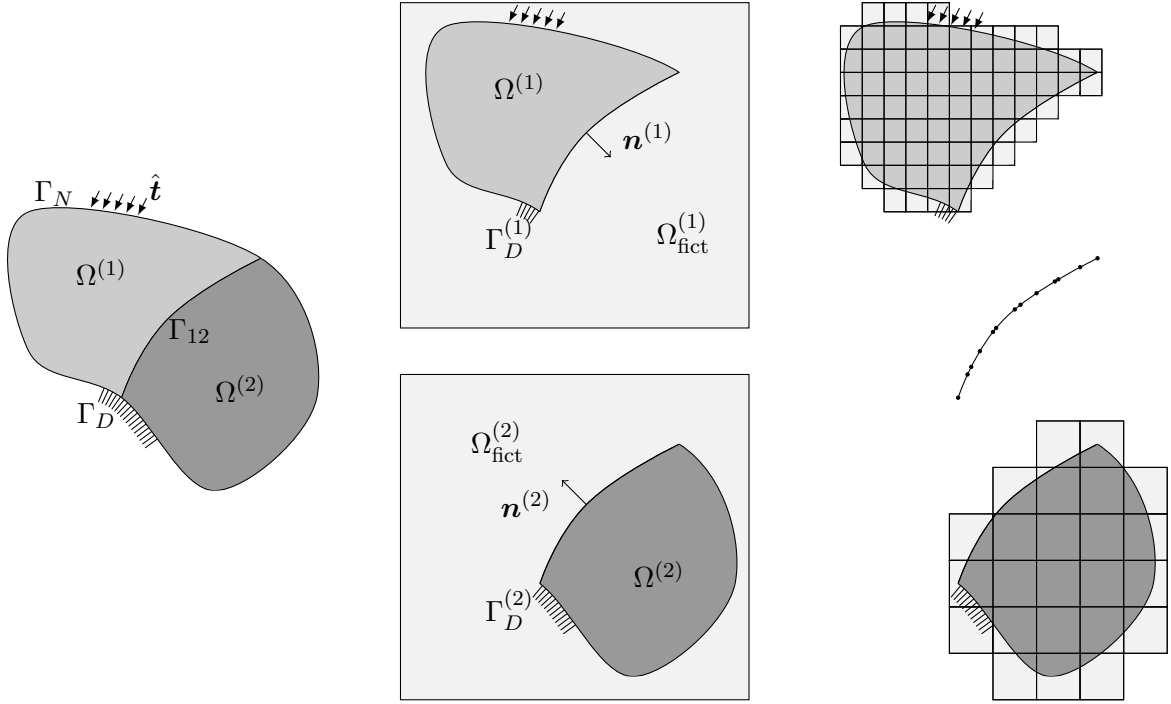 Γ_N
t̂
Ω^(1)
Γ_12
Ω^(2)
Γ_D
Ω^(1)
n^(1)
Γ_D^(1)
Ω_fict^(1)
Ω_fict^(2)
n^(2)
Ω^(2)
Γ_D^(2)